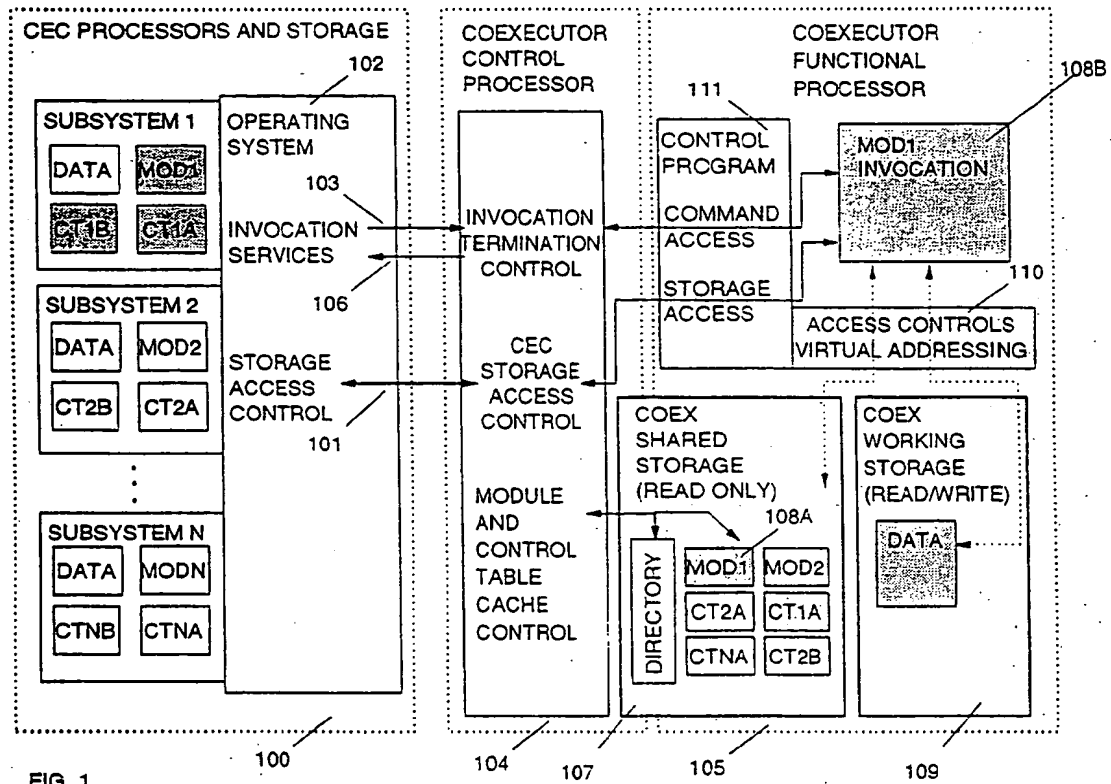 CEC PROCESSORS AND STORAGE
102
SUBSYSTEM 1
DATA
MOD1
CT1B
CT1A
OPERATING
SYSTEM
103
INVOCATION
SERVICES
106
SUBSYSTEM 2
DATA
MOD2
CT2B
CT2A
STORAGE
ACCESS
CONTROL
101
SUBSYSTEM N
DATA
MODN
CTNB
CTNA
100
COEXECUTOR
CONTROL
PROCESSOR
INVOCATION
TERMINATION
CONTROL
CEC
STORAGE
ACCESS
CONTROL
MODULE
AND
CONTROL
TABLE
CACHE
CONTROL
104
COEXECUTOR
FUNCTIONAL
PROCESSOR
108B
111
CONTROL
PROGRAM
MOD1
INVOCATION
COMMAND
ACCESS
STORAGE
ACCESS
110
ACCESS CONTROLS
VIRTUAL ADDRESSING
COEX
SHARED
STORAGE
(READ ONLY)
108A
DIRECTORY
MOD1
MOD2
CT2A
CT1A
CTNA
CT2B
107
105
COEX
WORKING
STORAGE
(READ/WRITE)
DATA
109
FIG. 1